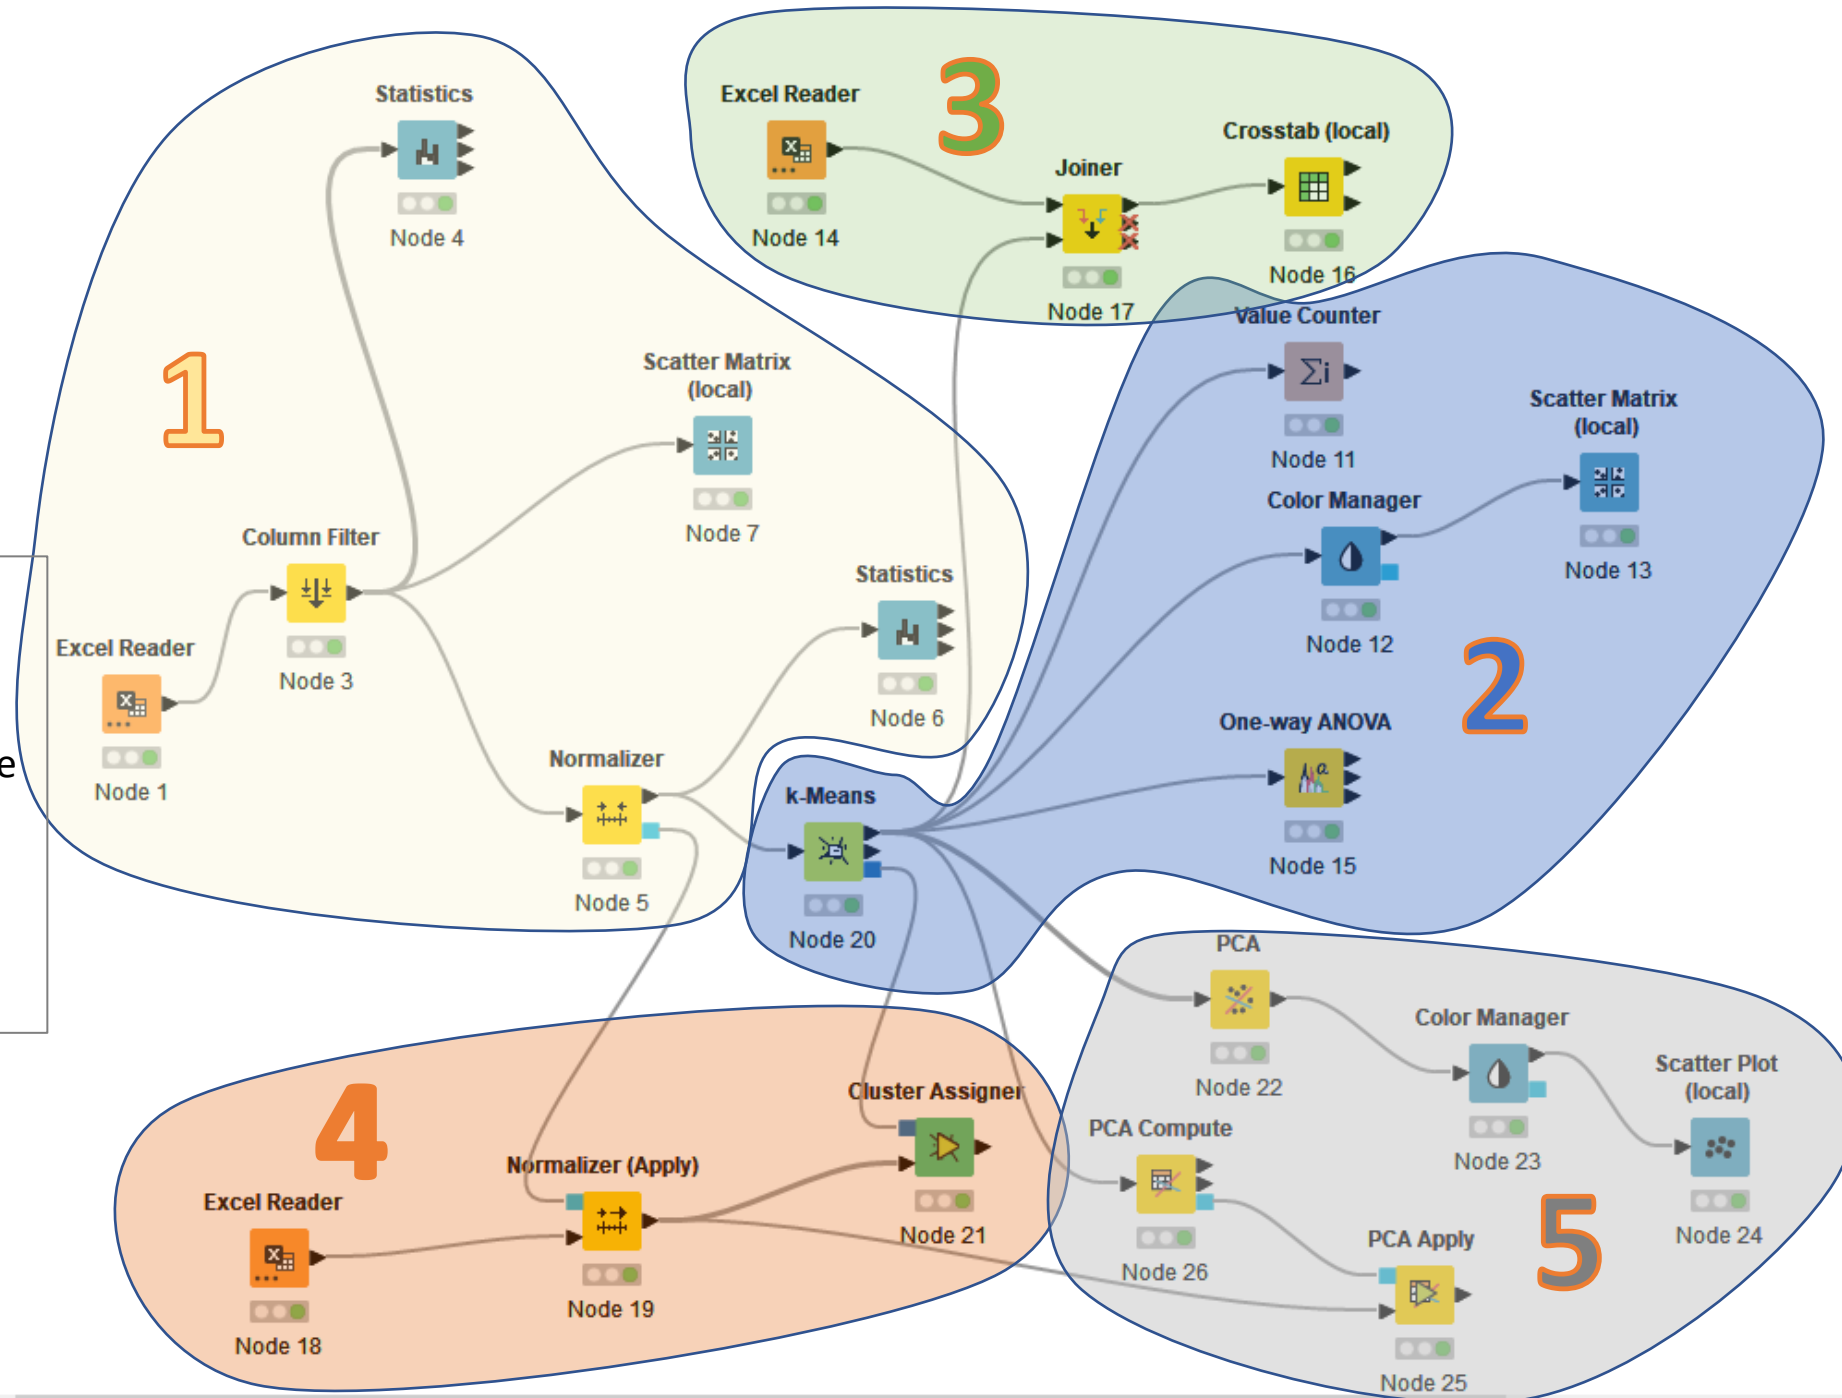 Statistics
Node 4
1
Scatter Matrix
(local)
Node 7
Column Filter
Node 3
Statistics
Node 6
Excel Reader
Node 1
Normalizer
Node 5
e
3
Excel Reader
Node 14
Joiner
Node 17
Crosstab (local)
Node 16
Value Counter
Σi
Node 11
Scatter Matrix
(local)
Node 13
Color Manager
Node 12
2
One-way ANOVA
a
Node 15
k-Means
Node 20
4
Cluster Assigner
Node 21
Normalizer (Apply)
Node 19
Excel Reader
Node 18
PCA
Node 22
Color Manager
Node 23
Scatter Plot
(local)
Node 24
PCA Compute
Node 26
PCA Apply
Node 25
5